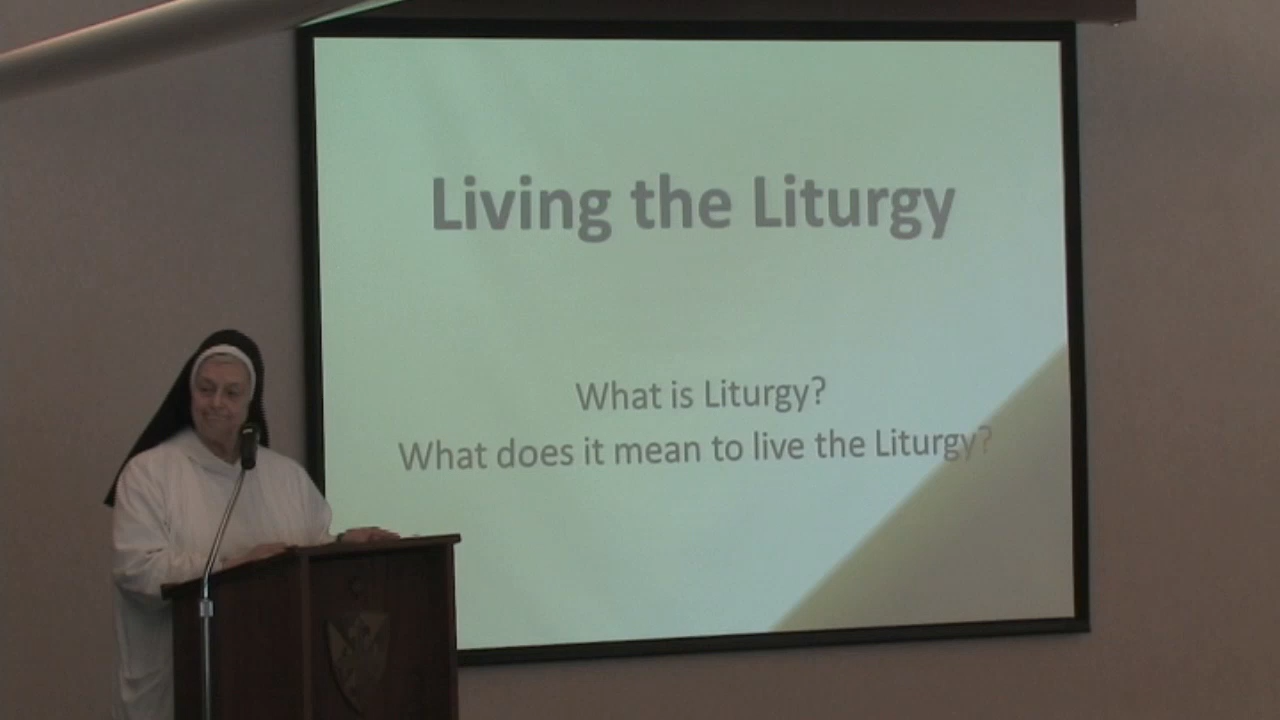 Living the Liturgy
What is Liturgy?
What does it mean to live the Liturgy?